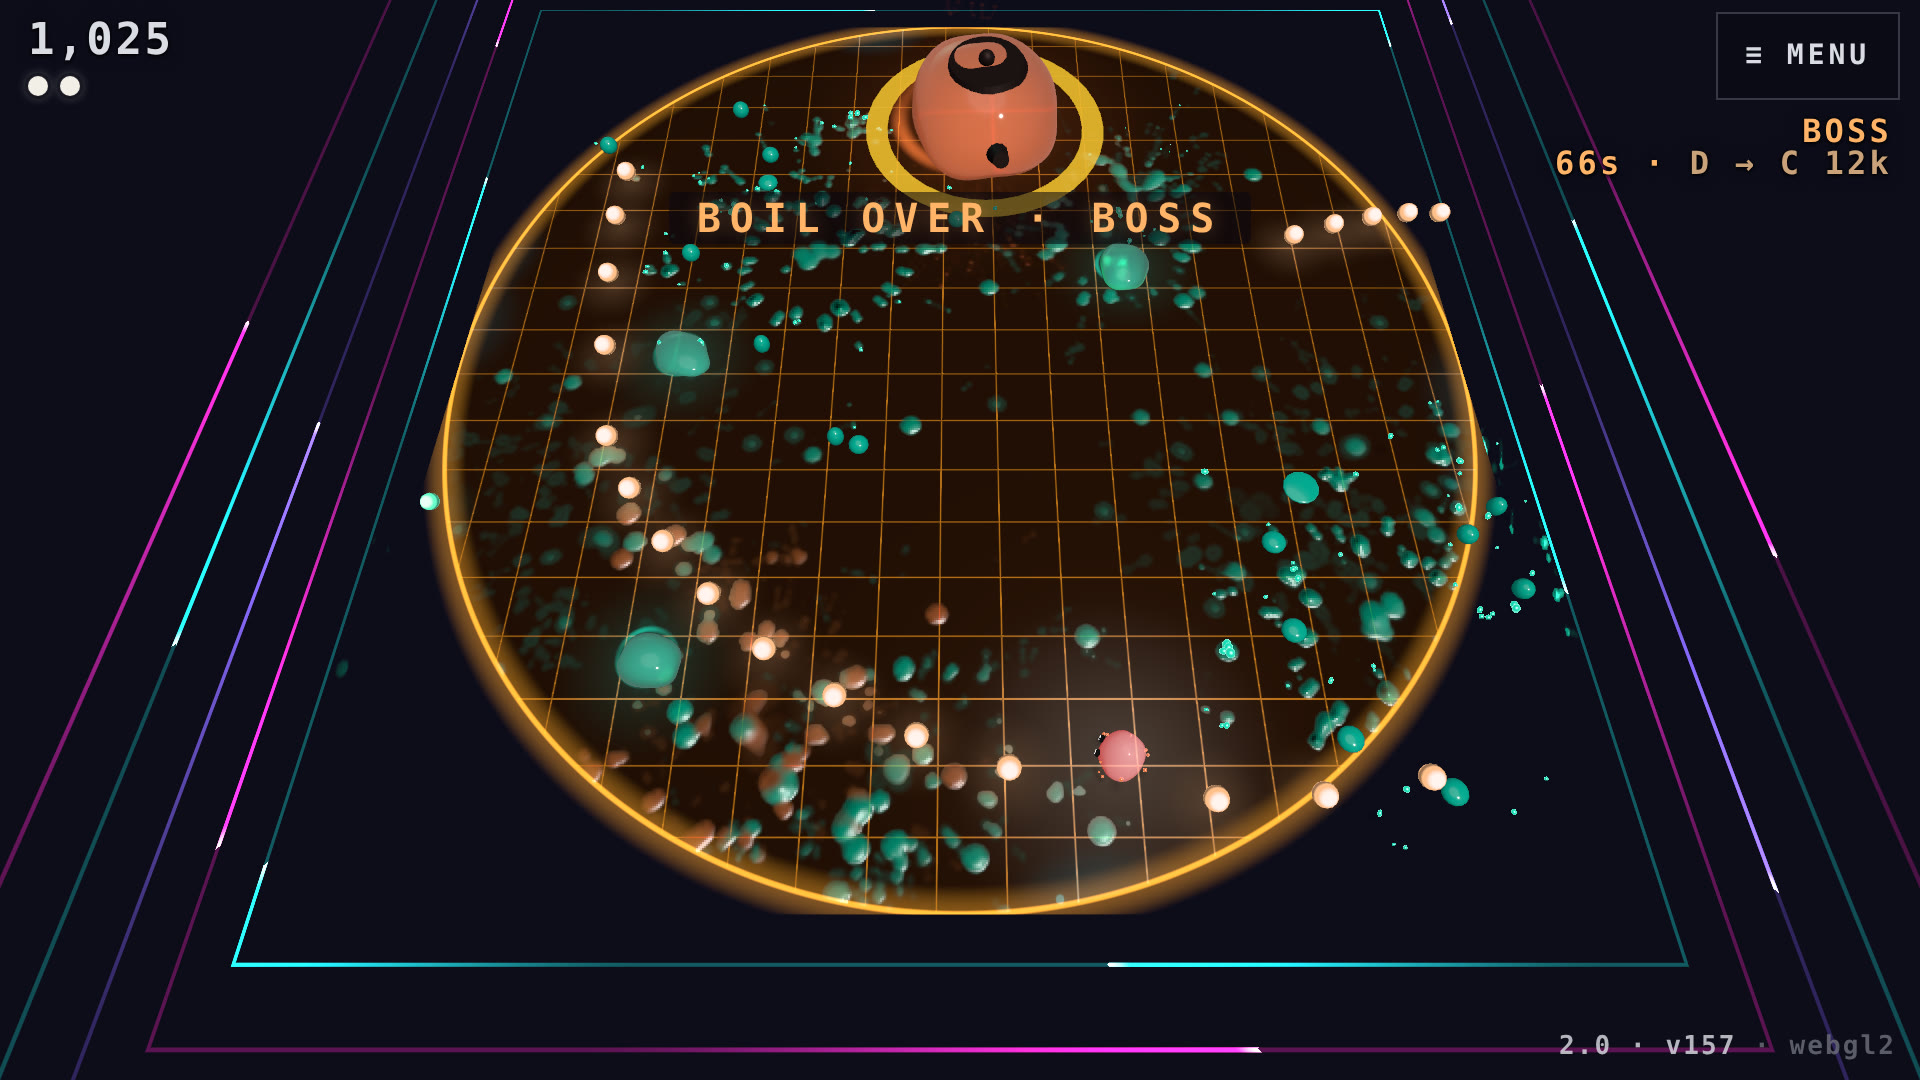 1,025
≡ MENU
BOSS
66s · D → C 12k
BOIL OVER · BOSS
2.0 · v157 · webgl2